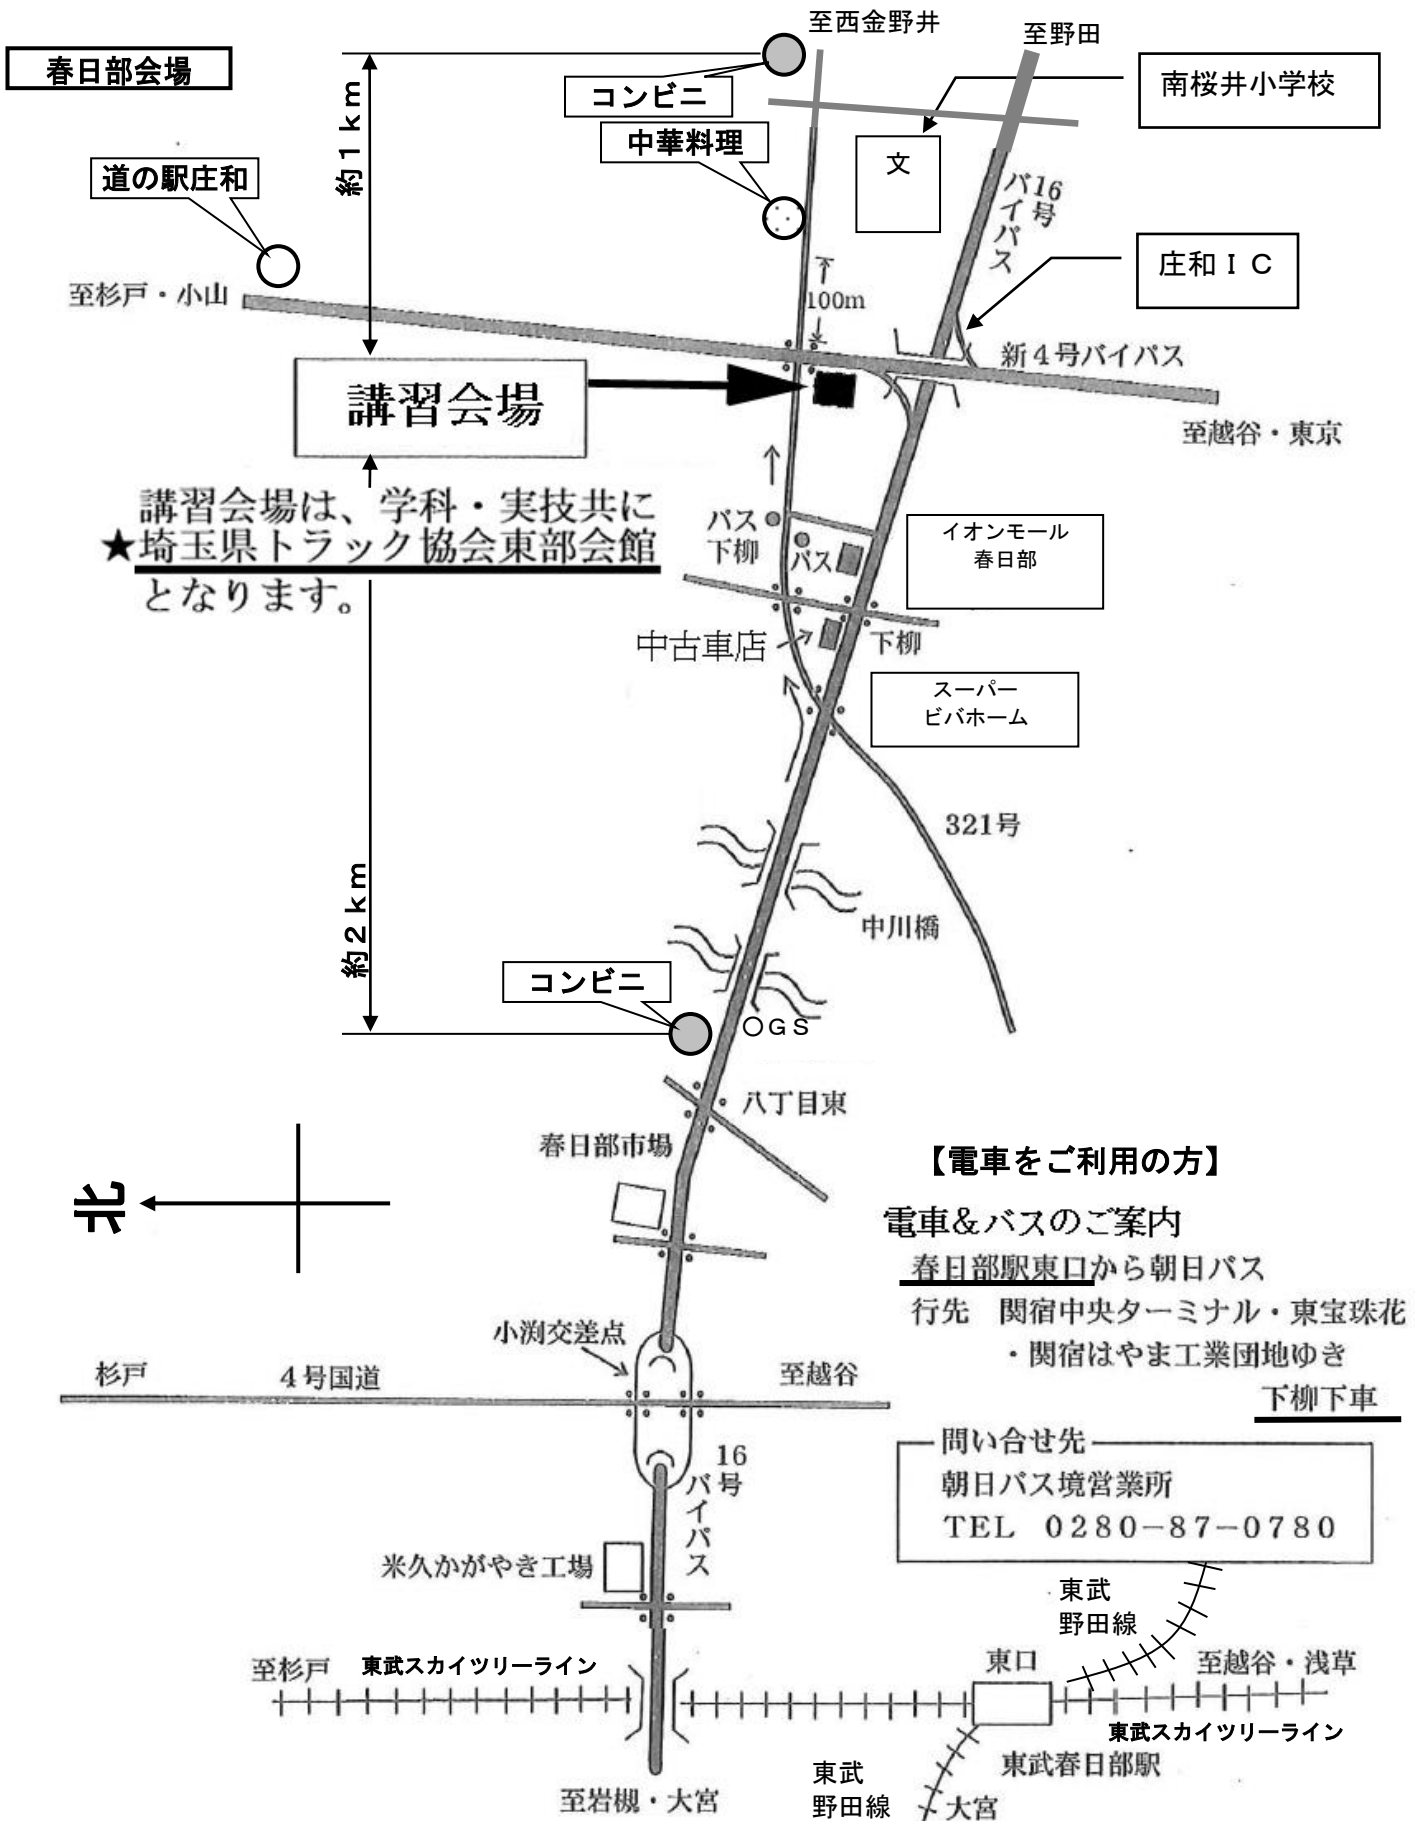 至西金野井
至野田
春日部会場
南桜井小学校
コンビニ
約1km
中華料理
文
道の駅庄和
16号
バイパス
庄和IC
至杉戸・小山
100m
新4号バイパス
講習会場
至越谷・東京
講習会場は、学科・実技共に
★埼玉県トラック協会東部会館
となります。
バス
下柳
バス
イオンモール
春日部
中古車店
下柳
スーパー
ビバホーム
321号
約2km
中川橋
コンビニ
GS
八丁目東
春日部市場
北
【電車をご利用の方】
電車&バスのご案内
春日部駅東口から朝日バス
行先 関宿中央ターミナル・東宝珠花
・関宿はやま工業団地ゆき
下柳下車
小渕交差点
杉戸
4号国道
至越谷
問い合せ先
朝日バス境営業所
TEL 0280-87-0780
16号
バイパス
米久かがやき工場
東武
野田線
至杉戸
東武スカイツリーライン
東口
至越谷・浅草
東武スカイツリーライン
東武春日部駅
東武
野田線
大宮
至岩槻・大宮